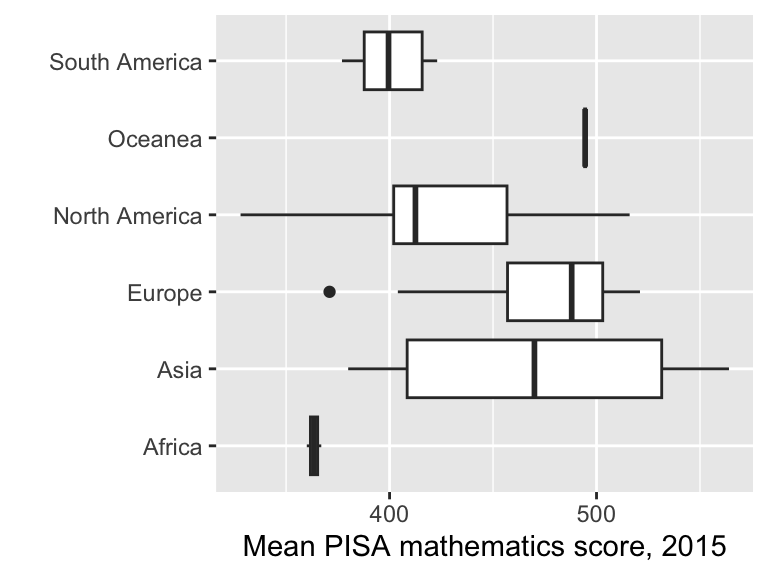 South America
Oceanea
North America
Europe
Asia
Africa
400 500
Mean PISA mathematics score, 2015